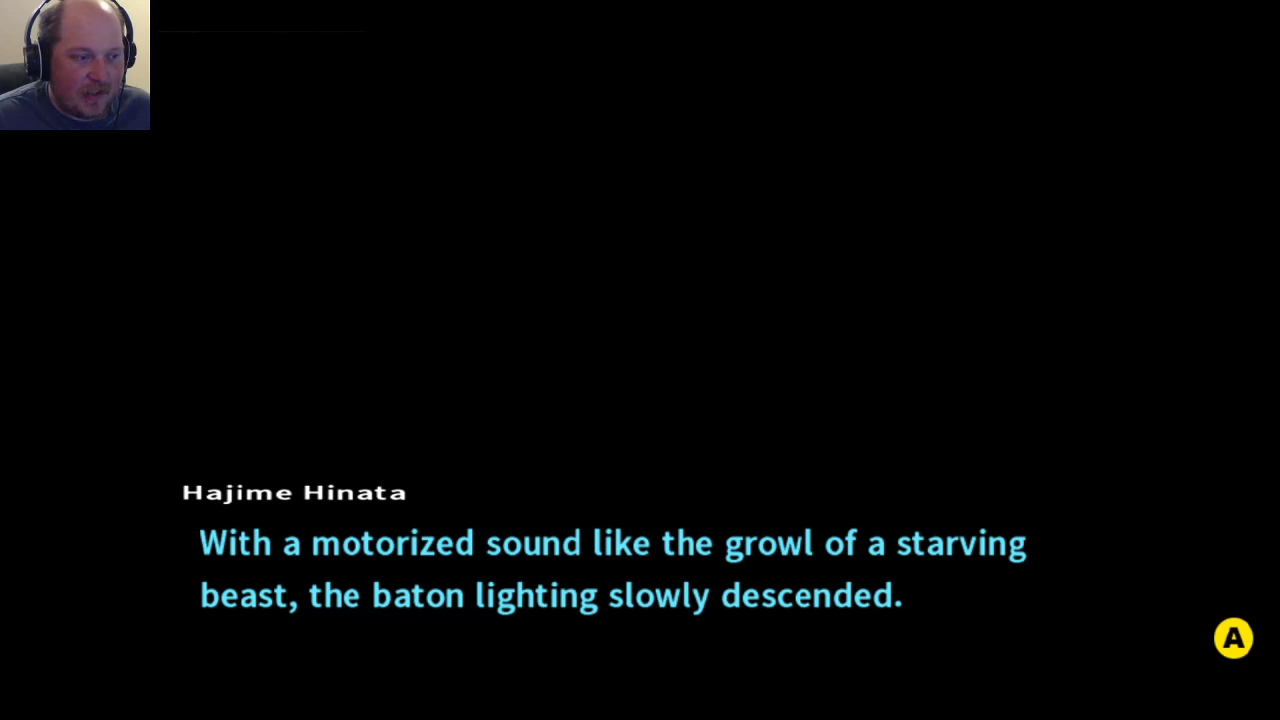 Hajime Hinata
With a motorized sound like the growl of a starving
beast, the baton lighting slowly descended.
A